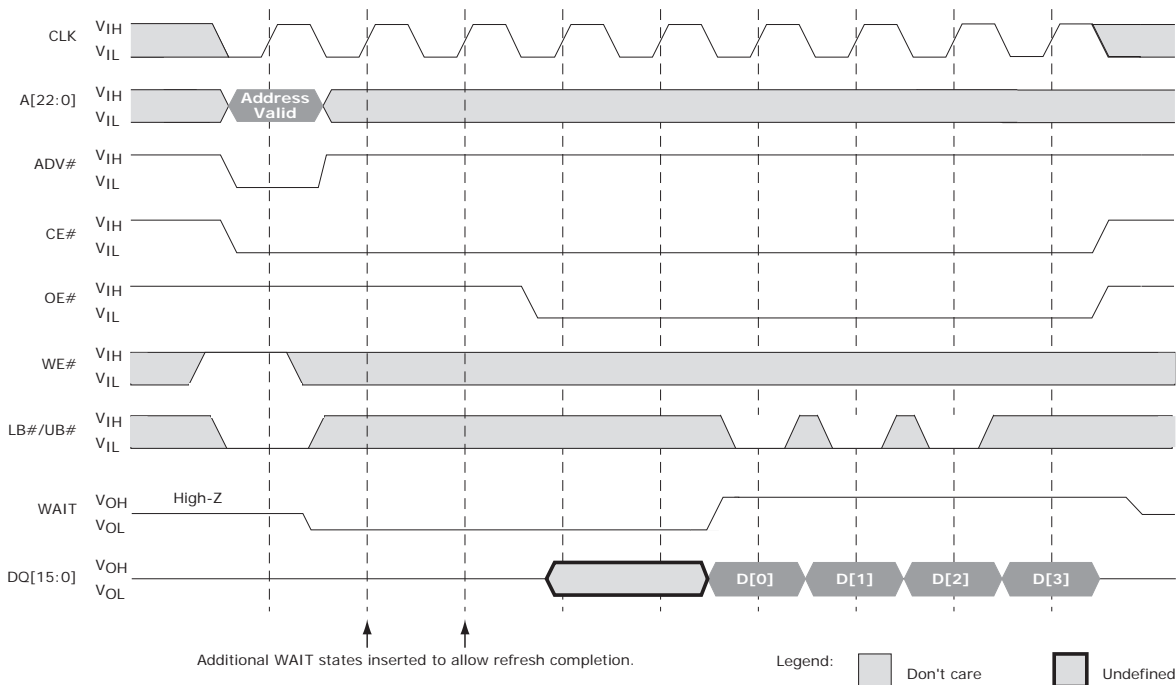 CLK VIH
VIL
A[22:0] VIH
VIL
Address
Valid
ADV# VIH
VIL
CE# VIH
VIL
OE# VIH
VIL
WE# VIH
VIL
LB#/UB# VIH
VIL
WAIT VOH
VOL
High-Z
DQ[15:0] VOH
VOL
D[0] D[1] D[2] D[3]
Additional WAIT states inserted to allow refresh completion.
Legend: Don't care Undefined